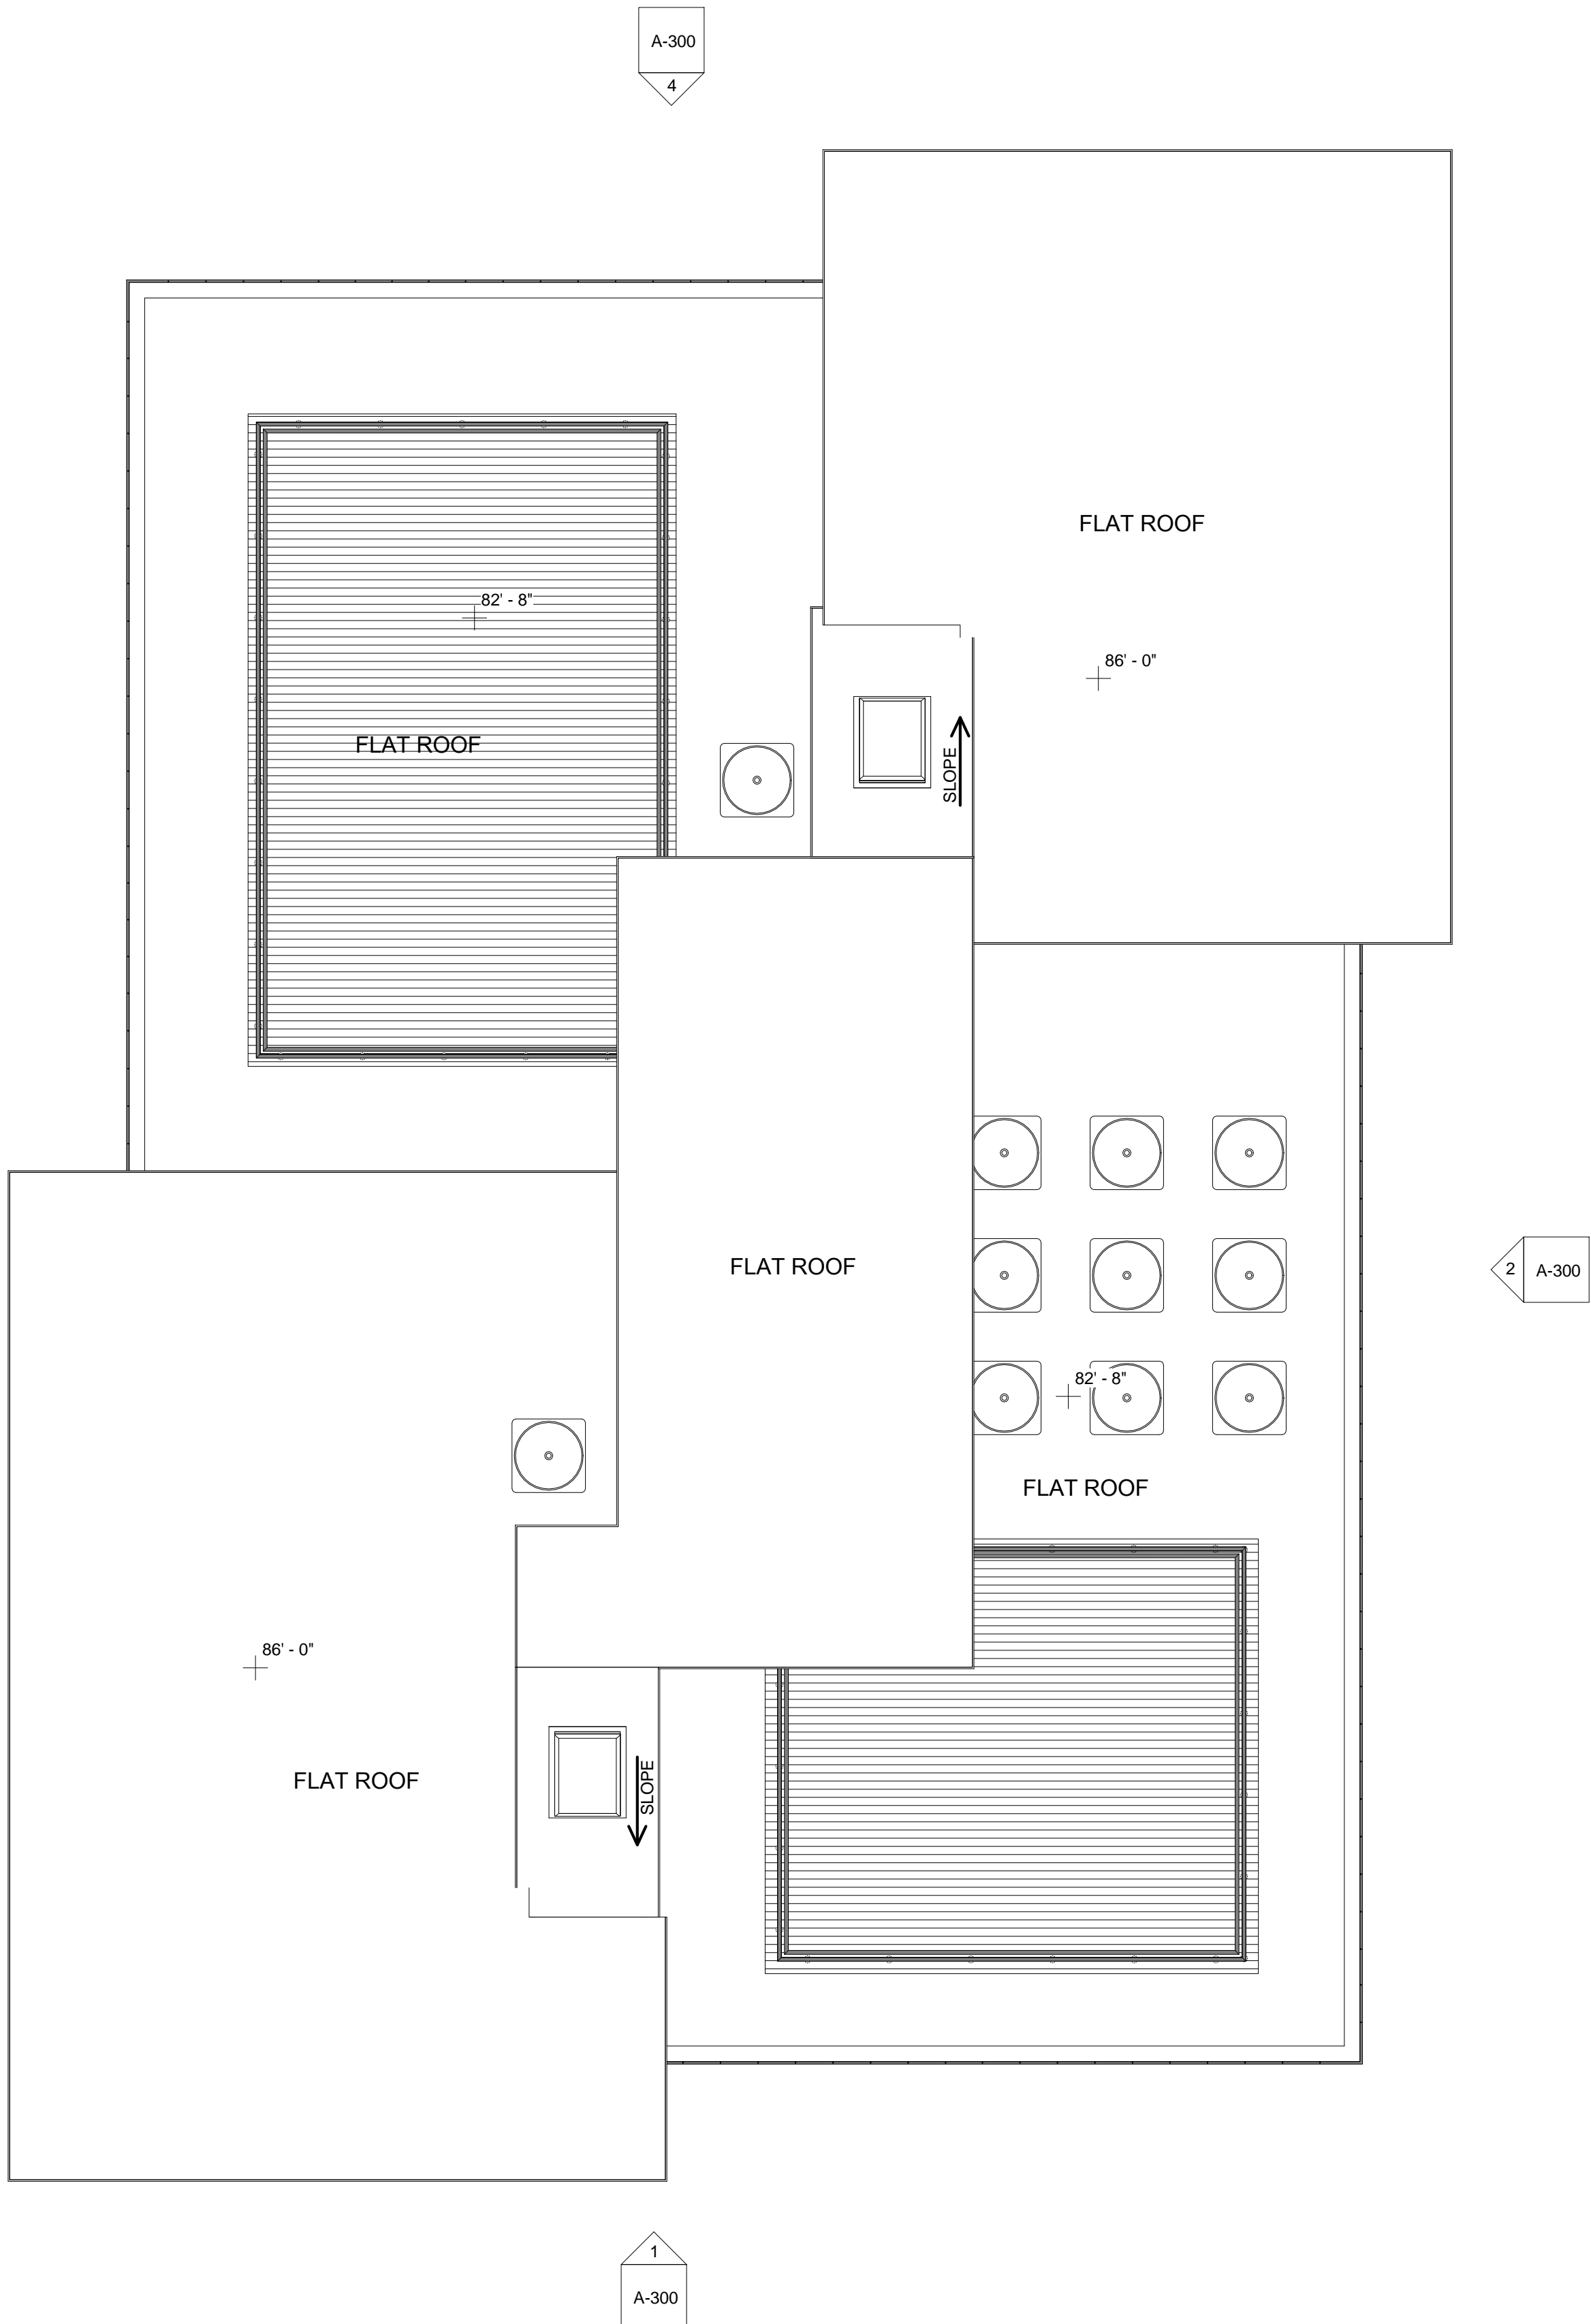 A-300
4
FLAT ROOF
82' - 8"
86' - 0"
FLAT ROOF
SLOPE
FLAT ROOF
2
A-300
82' - 8"
FLAT ROOF
86' - 0"
FLAT ROOF
SLOPE
1
A-300